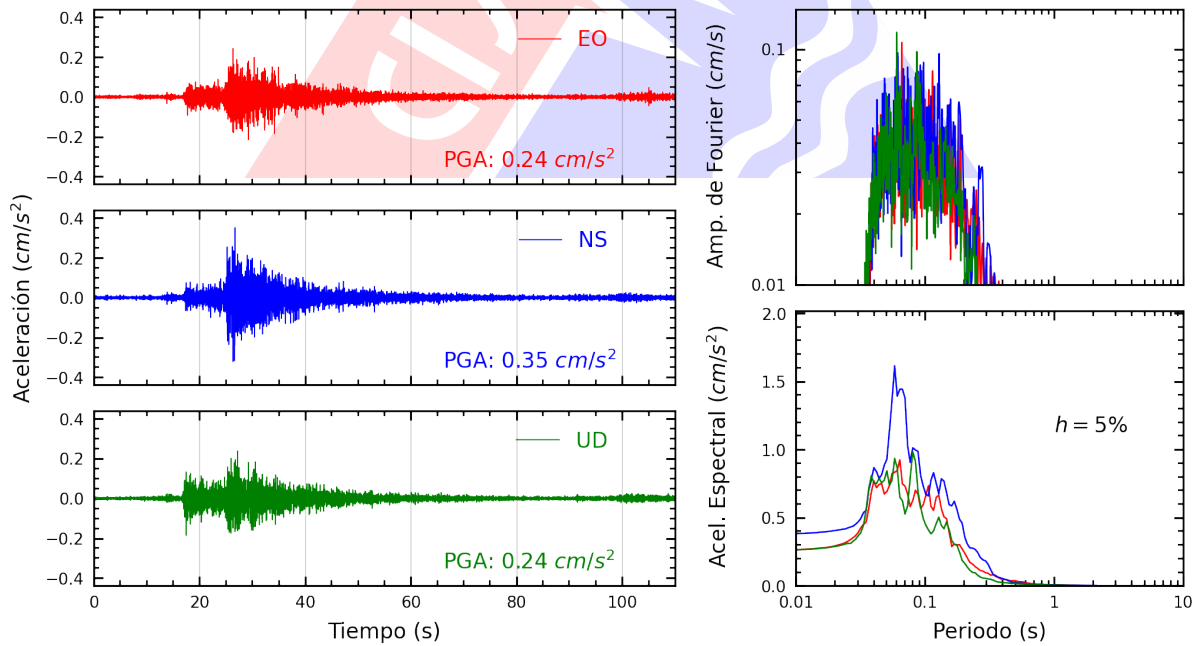 Aceleración (cm/s²)
0.4
0.2
0.0
−0.2
−0.4
EO
PGA: 0.24 cm/s²
0.4
0.2
0.0
−0.2
−0.4
NS
PGA: 0.35 cm/s²
0.4
0.2
0.0
−0.2
−0.4
UD
PGA: 0.24 cm/s²
0 20 40 60 80 100
Tiempo (s)
Amp. de Fourier (cm/s)
0.1
0.01
Acel. Espectral (cm/s²)
2.0
1.5
1.0
0.5
0.0
h = 5%
0.01 0.1 1 10
Periodo (s)